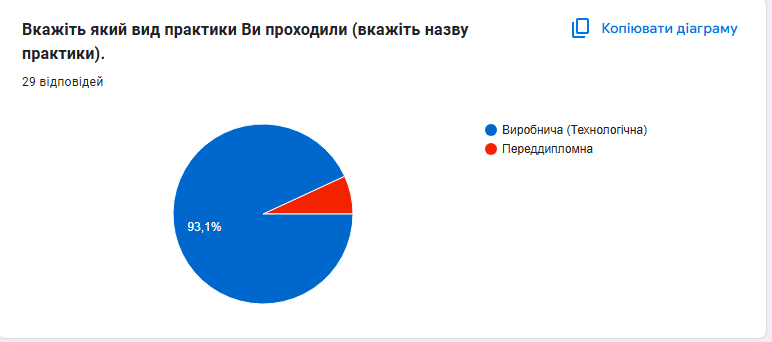 Вкажіть який вид практики Ви проходили (вкажіть назву
практики).
Копіювати діаграму
29 відповідей
Виробнича (Технологічна)
Переддипломна
93,1%